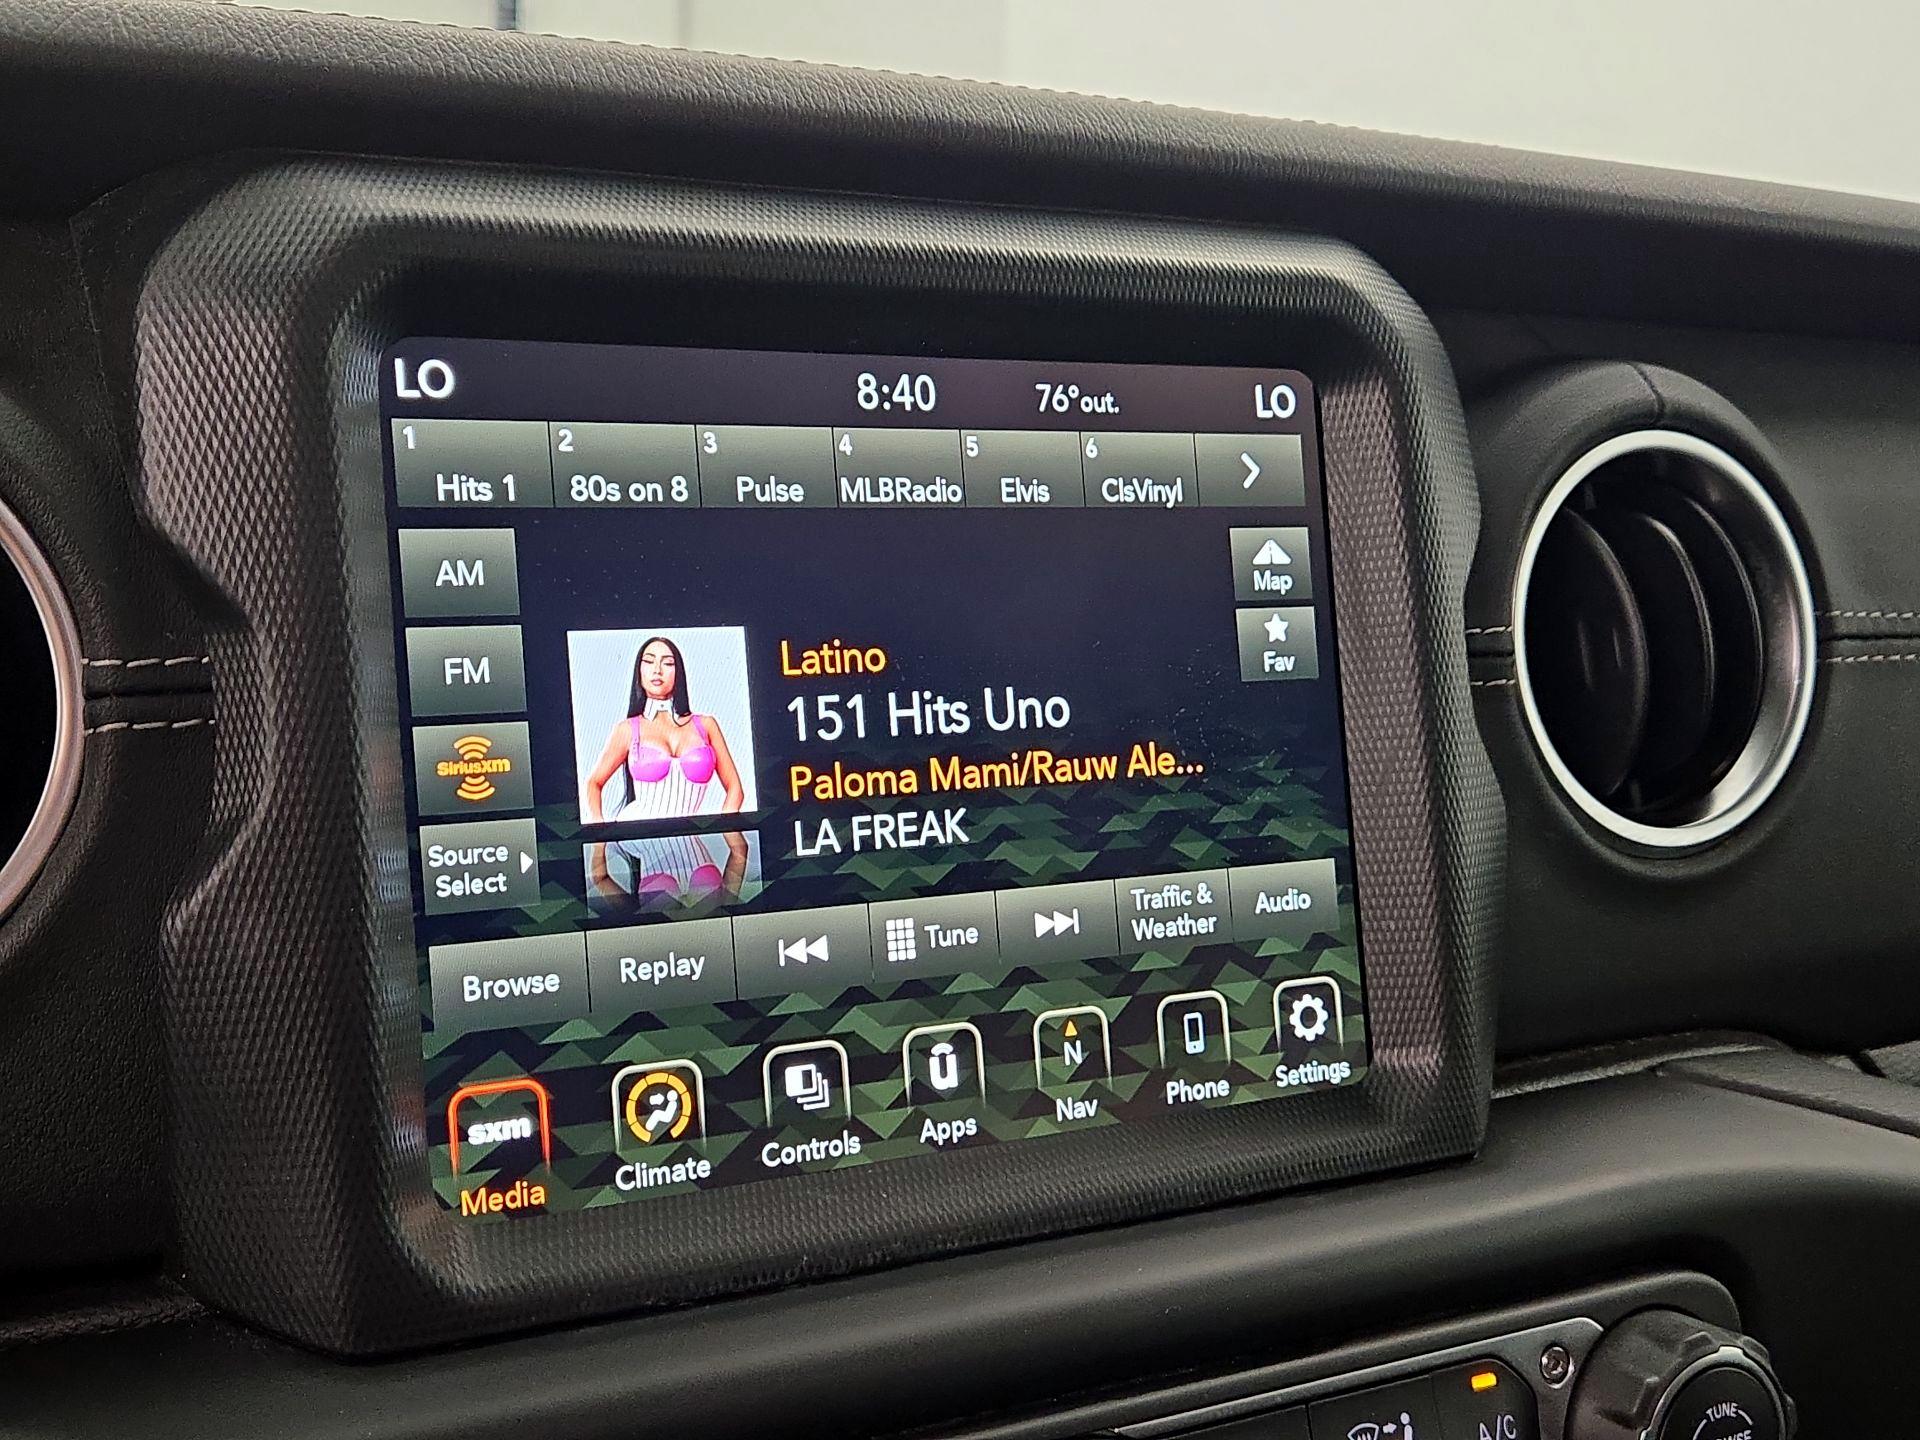 LO 8:40 76° out. LO
1 2 3 4 5 6
Hits 1 80s on 8 Pulse MLBRadio Elvis ClsVinyl
AM
Map
FM
Fav
Latino
151 Hits Uno
SiriusXM
Paloma Mami/Rauw Ale...
LA FREAK
Source
Select
Browse Replay Tune Traffic &
Weather Audio
sxm
Media
Climate
Controls
Apps
N
Nav
Phone
Settings
A/C
TUNE